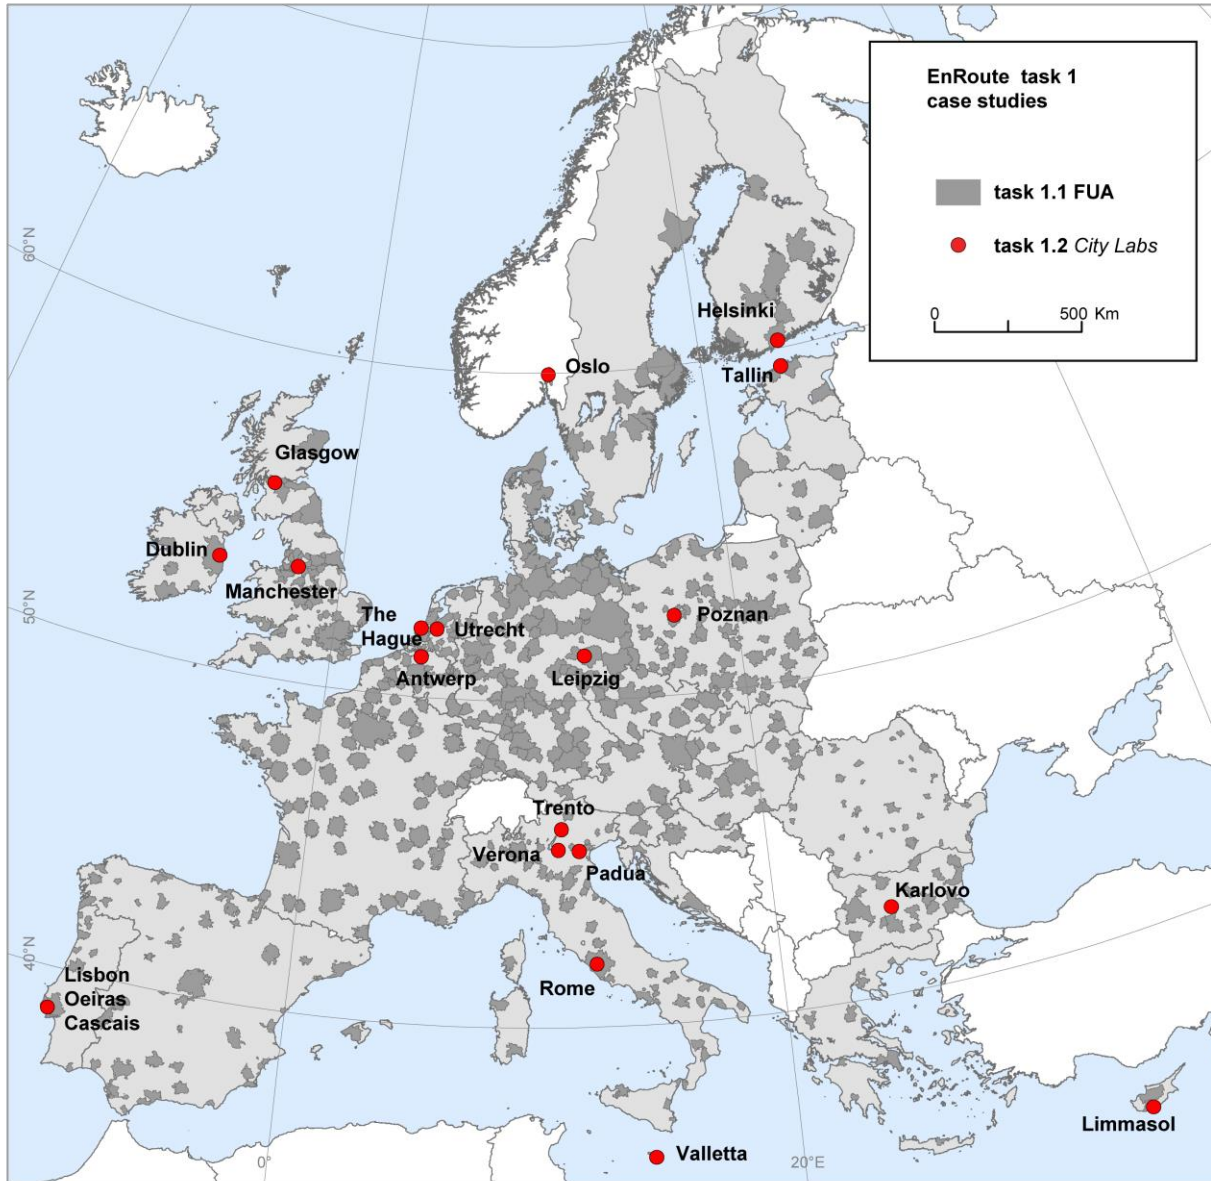 EnRoute task 1
case studies
task 1.1 FUA
task 1.2 City Labs
0 500 Km
60°N
50°N
40°N
0°
20°E
Helsinki
Tallin
Oslo
Glasgow
Dublin
Manchester
The
Hague
Utrecht
Antwerp
Poznan
Leipzig
Trento
Verona
Padua
Karlovo
Rome
Lisbon
Oeiras
Cascais
Limmasol
Valletta